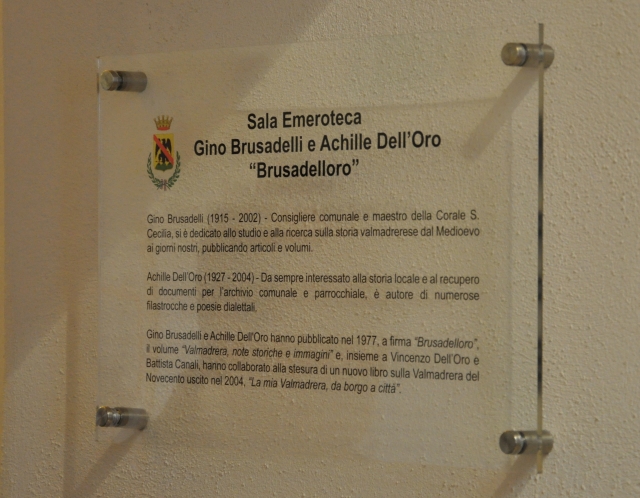 Sala Emeroteca
Gino Brusadelli e Achille Dell'Oro
“Brusadelloro”
Gino Brusadelli (1915 - 2002) - Consigliere comunale e maestro della Corale S.
Cecilia, si è dedicato allo studio e alla ricerca sulla storia valmadrerese dal Medioevo
ai giorni nostri, pubblicando articoli e volumi.
Achille Dell'Oro (1927 - 2004) - Da sempre interessato alla storia locale e al recupero
di documenti per l'archivio comunale e parrocchiale, è autore di numerose
filastrocche e poesie dialettali.
Gino Brusadelli e Achille Dell'Oro hanno pubblicato nel 1977, a firma “Brusadelloro”,
il volume “Valmadrera, note storiche e immagini” e, insieme a Vincenzo Dell'Oro e
Battista Canali, hanno collaborato alla stesura di un nuovo libro sulla Valmadrera del
Novecento uscito nel 2004, “La mia Valmadrera, da borgo a città”.